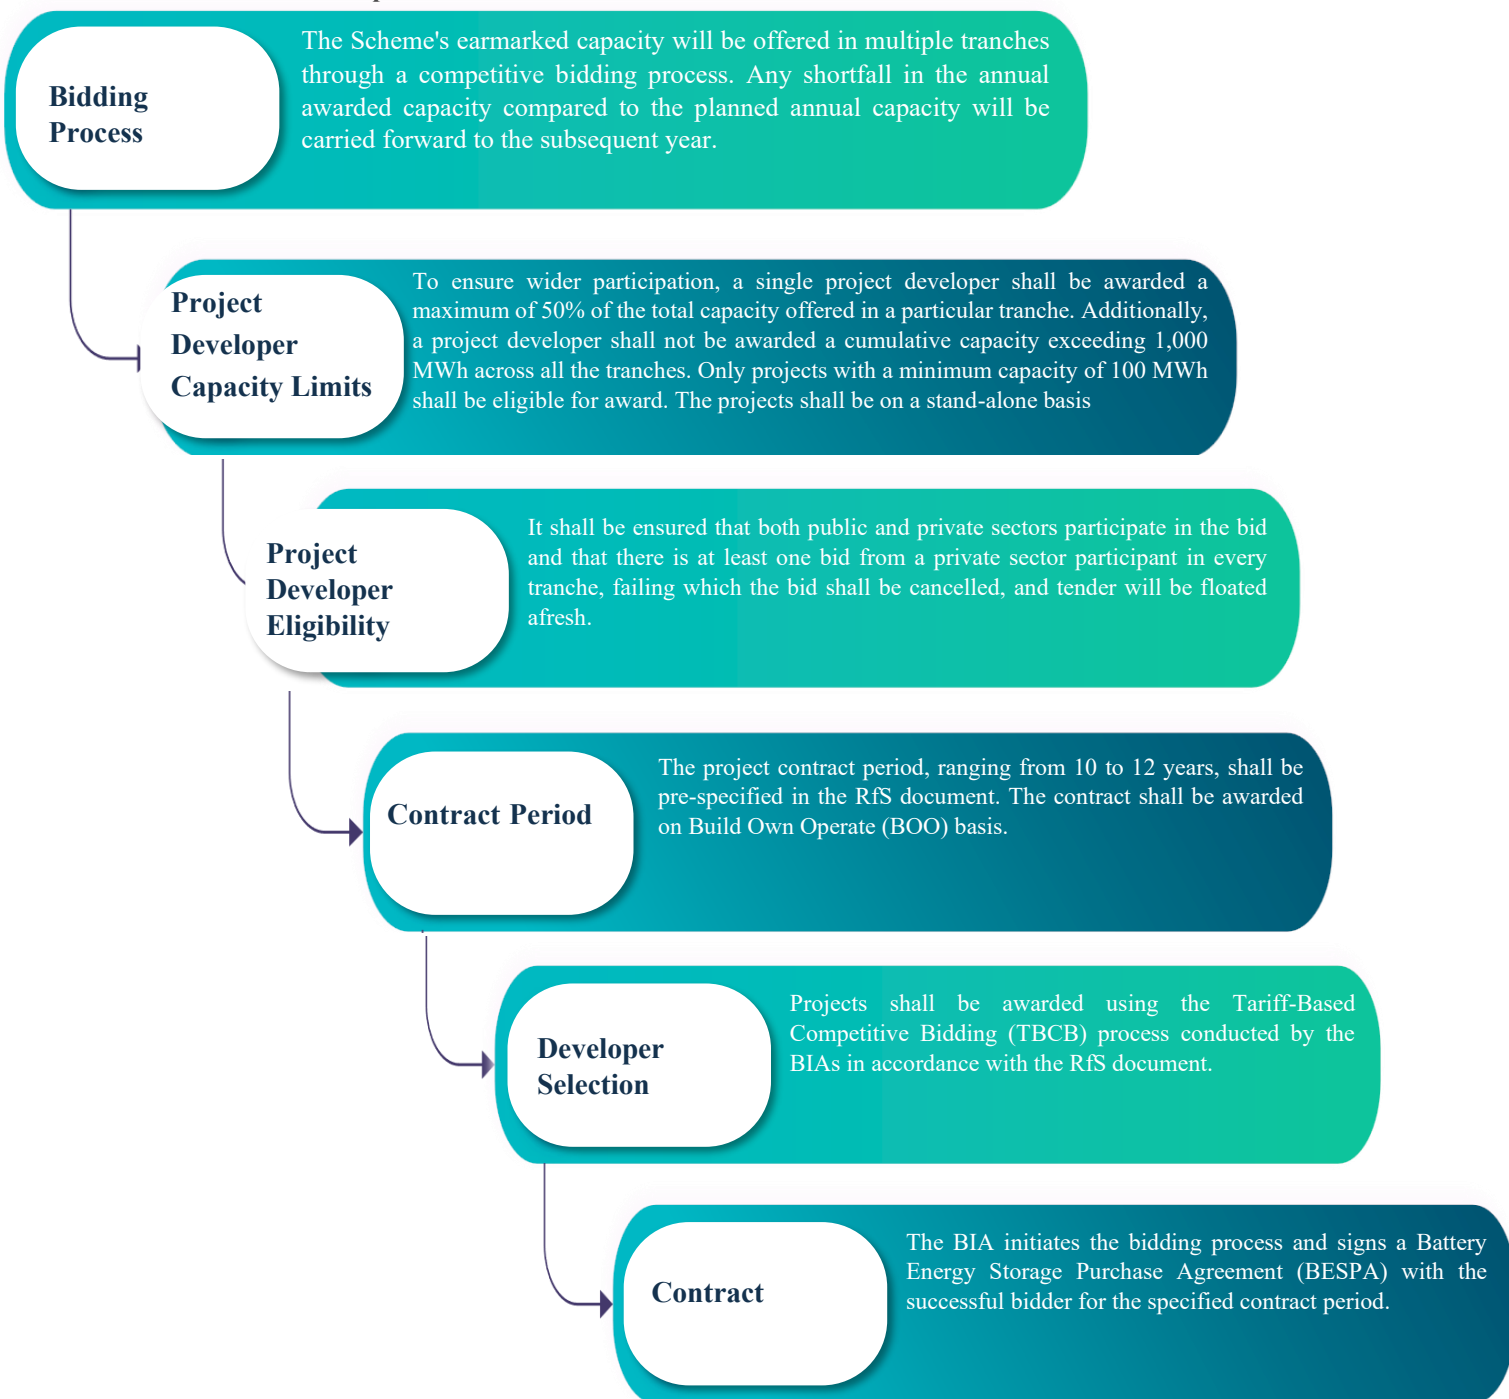 Bidding
Process
The Scheme's earmarked capacity will be offered in multiple tranches
through a competitive bidding process. Any shortfall in the annual
awarded capacity compared to the planned annual capacity will be
carried forward to the subsequent year.
Project
Developer
Capacity Limits
To ensure wider participation, a single project developer shall be awarded a
maximum of 50% of the total capacity offered in a particular tranche. Additionally,
a project developer shall not be awarded a cumulative capacity exceeding 1,000
MWh across all the tranches. Only projects with a minimum capacity of 100 MWh
shall be eligible for award. The projects shall be on a stand-alone basis
Project
Developer
Eligibility
It shall be ensured that both public and private sectors participate in the bid
and that there is at least one bid from a private sector participant in every
tranche, failing which the bid shall be cancelled, and tender will be floated
afresh.
Contract Period
The project contract period, ranging from 10 to 12 years, shall be
pre-specified in the RfS document. The contract shall be awarded
on Build Own Operate (BOO) basis.
Developer
Selection
Projects shall be awarded using the Tariff-Based
Competitive Bidding (TBCB) process conducted by the
BIAs in accordance with the RfS document.
Contract
The BIA initiates the bidding process and signs a Battery
Energy Storage Purchase Agreement (BESPA) with the
successful bidder for the specified contract period.